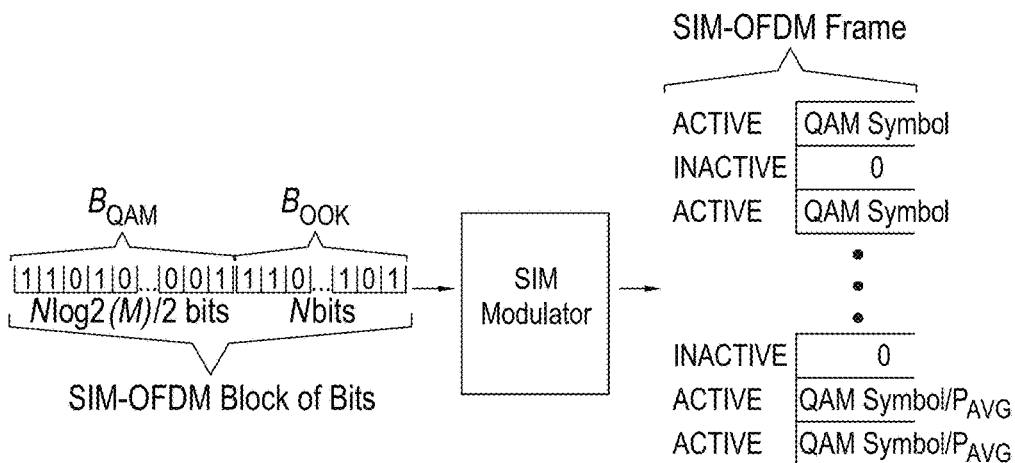 SIM-OFDM Frame
ACTIVE QAM Symbol
INACTIVE 0
ACTIVE QAM Symbol
B_QAM B_OOK
1|1|0|1|0|...|0|0|1|1|1|0|...|1|0|1
Nlog2(M)/2 bits Nbits
SIM-OFDM Block of Bits
SIM
Modulator
INACTIVE 0
ACTIVE QAM Symbol/P_AVG
ACTIVE QAM Symbol/P_AVG